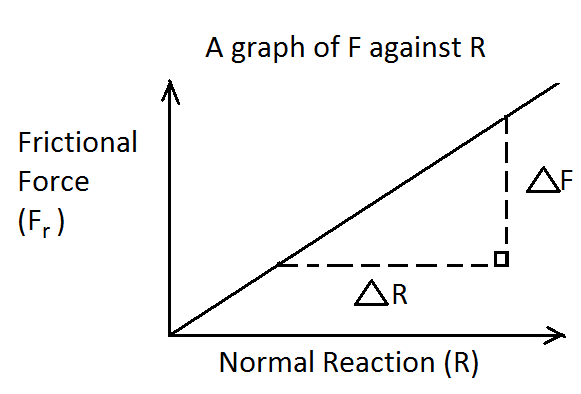 A graph of F against R
Frictional
Force
(Fr)
△F
△R
Normal Reaction (R)